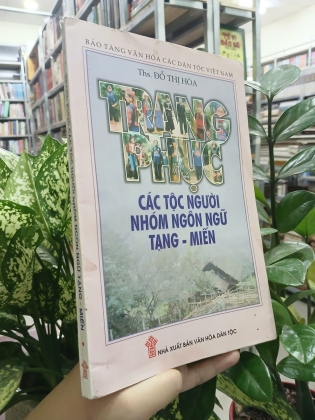 BẢO TÀNG VĂN HÓA CÁC DÂN TỘC VIỆT NAM
Ths. ĐỖ THỊ HÒA
TRANG
PHỤC
CÁC TỘC NGƯỜI
NHÓM NGÔN NGỮ
TẠNG - MIẾN
NHÀ XUẤT BẢN VĂN HÓA DÂN TỘC